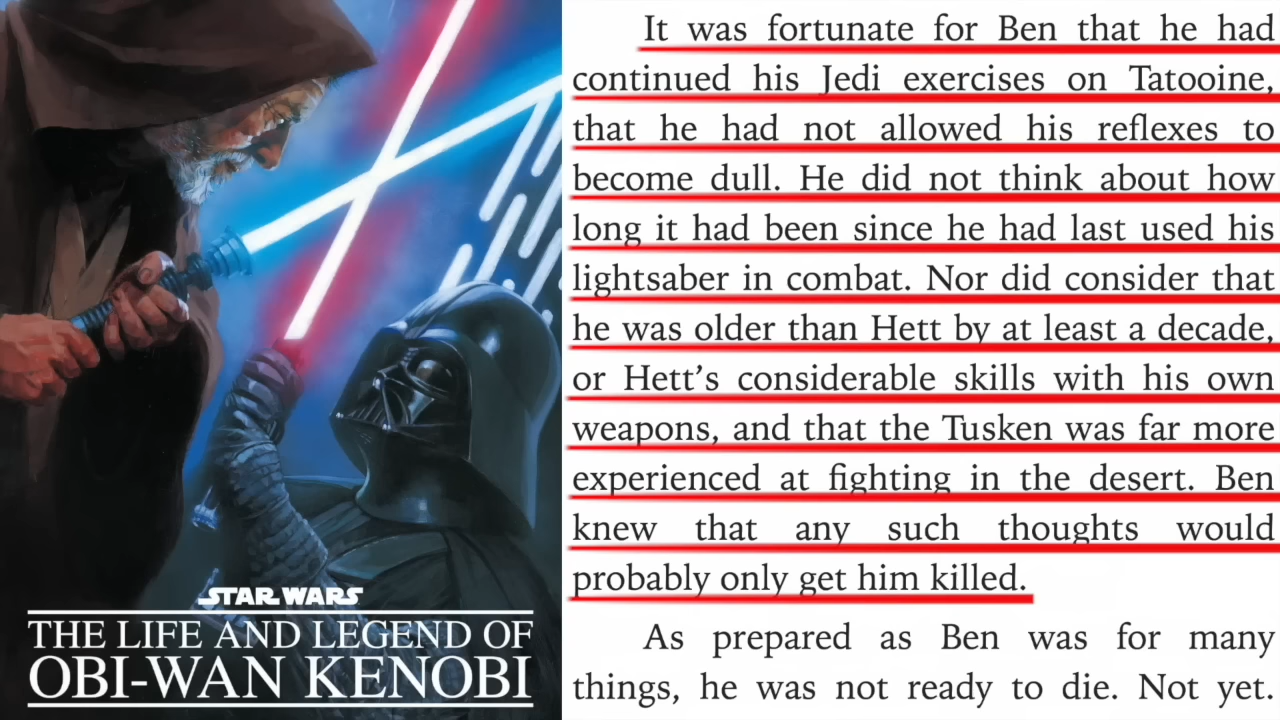 STAR WARS
THE LIFE AND LEGEND OF
OBI-WAN KENOBI
It was fortunate for Ben that he had
continued his Jedi exercises on Tatooine,
that he had not allowed his reflexes to
become dull. He did not think about how
long it had been since he had last used his
lightsaber in combat. Nor did consider that
he was older than Hett by at least a decade,
or Hett’s considerable skills with his own
weapons, and that the Tusken was far more
experienced at fighting in the desert. Ben
knew that any such thoughts would
probably only get him killed.
As prepared as Ben was for many
things, he was not ready to die. Not yet.